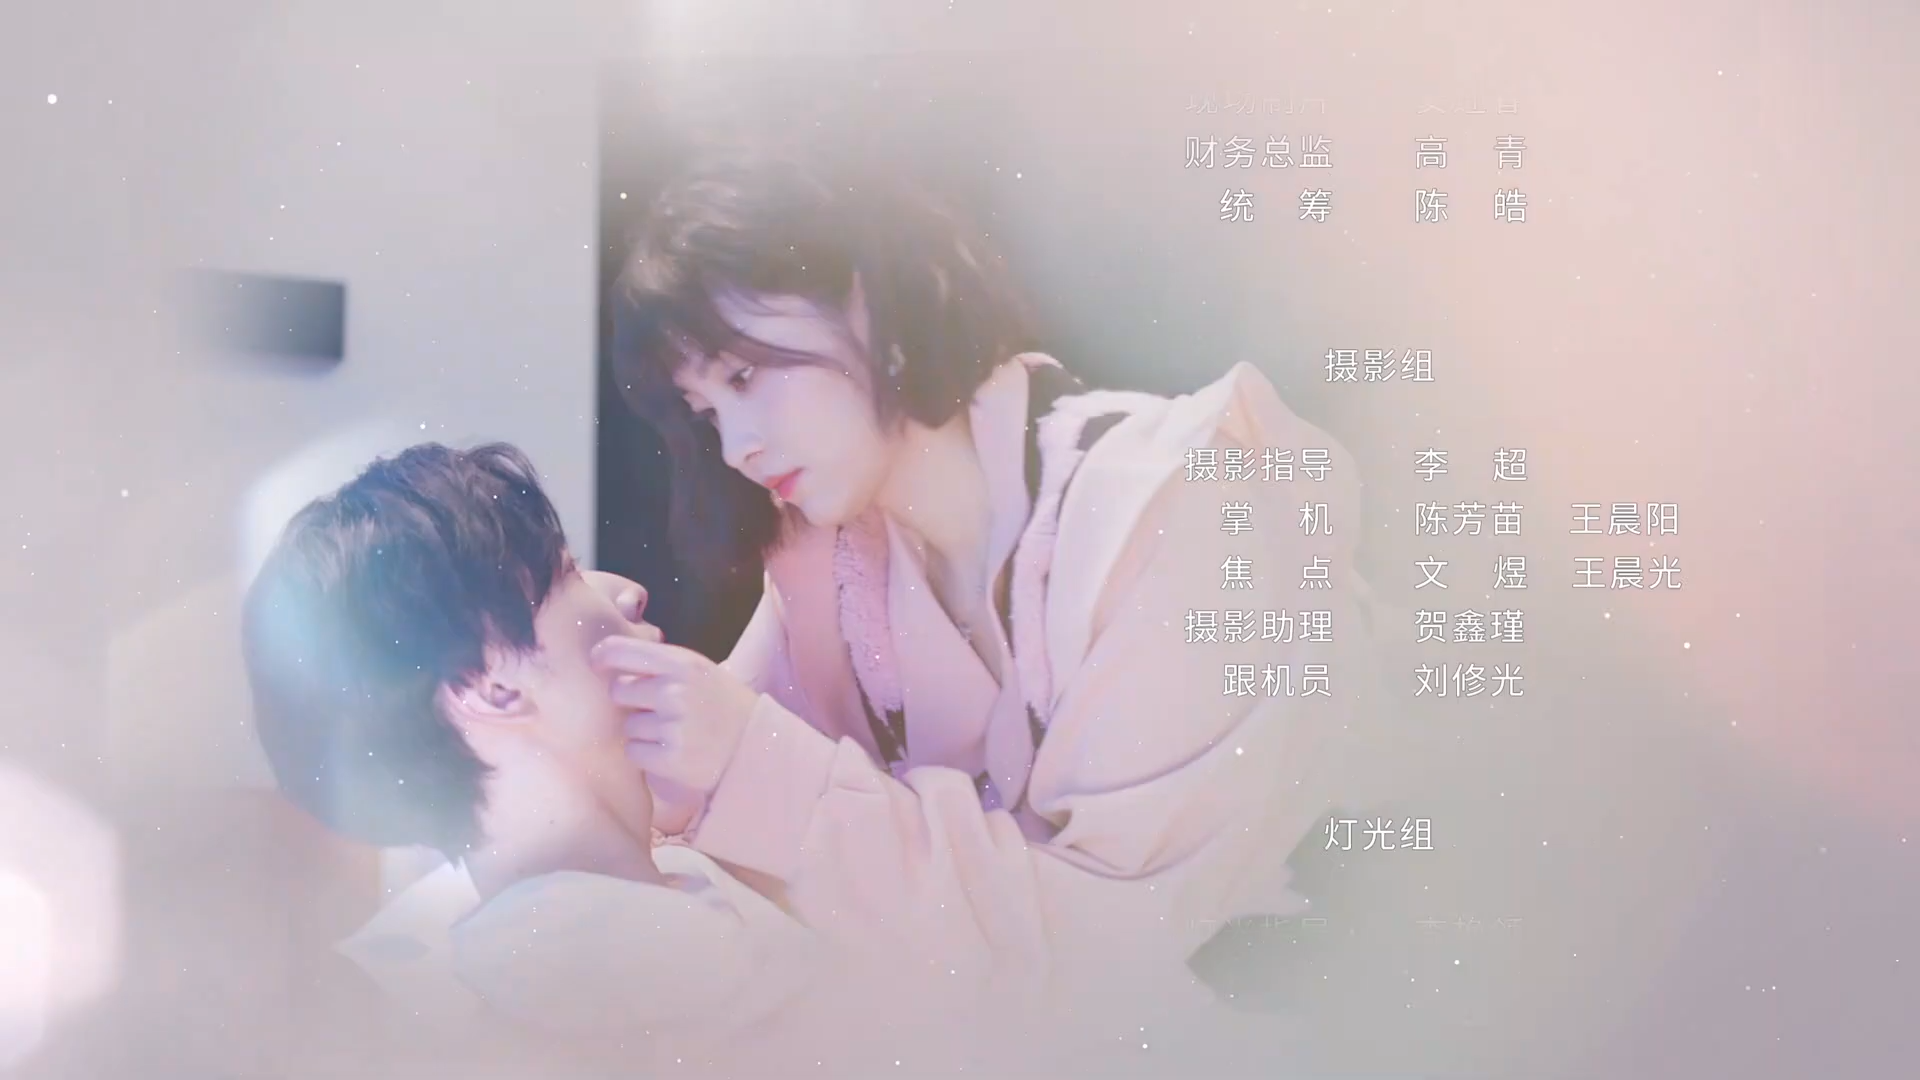 财务总监 高 青
统 筹 陈 皓
摄影组
摄影指导 李 超
掌 机 陈芳苗 王晨阳
焦 点 文 煜 王晨光
摄影助理 贺鑫瑾
跟机员 刘修光
灯光组